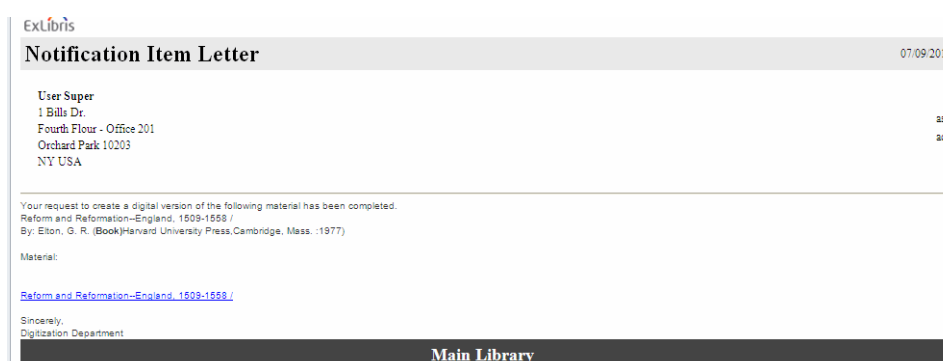 ExLibris
Notification Item Letter
07/09/201
User Super
1 Bills Dr.
Fourth Flour - Office 201
Orchard Park 10203
NY USA
Your request to create a digital version of the following material has been completed.
Reform and Reformation--England, 1509-1558 /
By: Elton, G. R. (Book)Harvard University Press,Cambridge, Mass. :1977)
Material:
Reform and Reformation--England, 1509-1558 /
Sincerely,
Digitization Department
Main Library